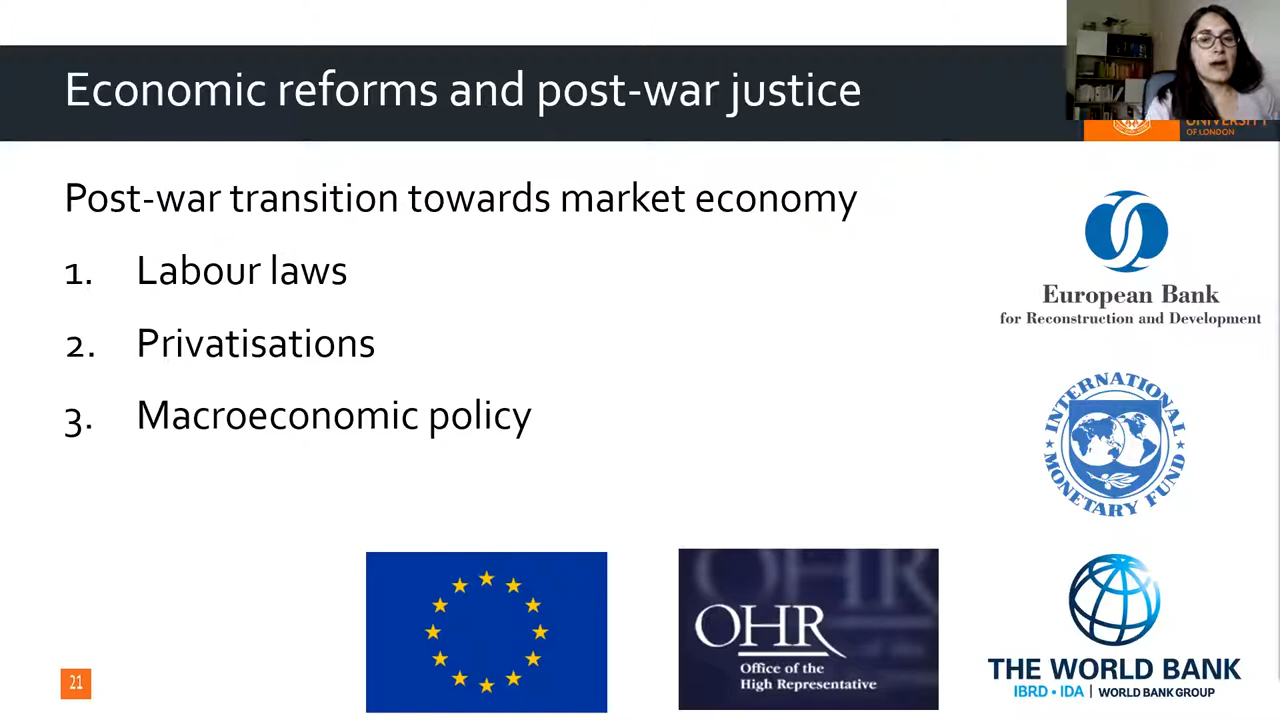 Economic reforms and post-war justice
UNIVERSITY
OF LONDON
Post-war transition towards market economy
1. Labour laws
2. Privatisations
3. Macroeconomic policy
European Bank
for Reconstruction and Development
INTERNATIONAL
MONETARY FUND
OHR
OHR
Office of the
High Representative
THE WORLD BANK
IBRD • IDA | WORLD BANK GROUP
21